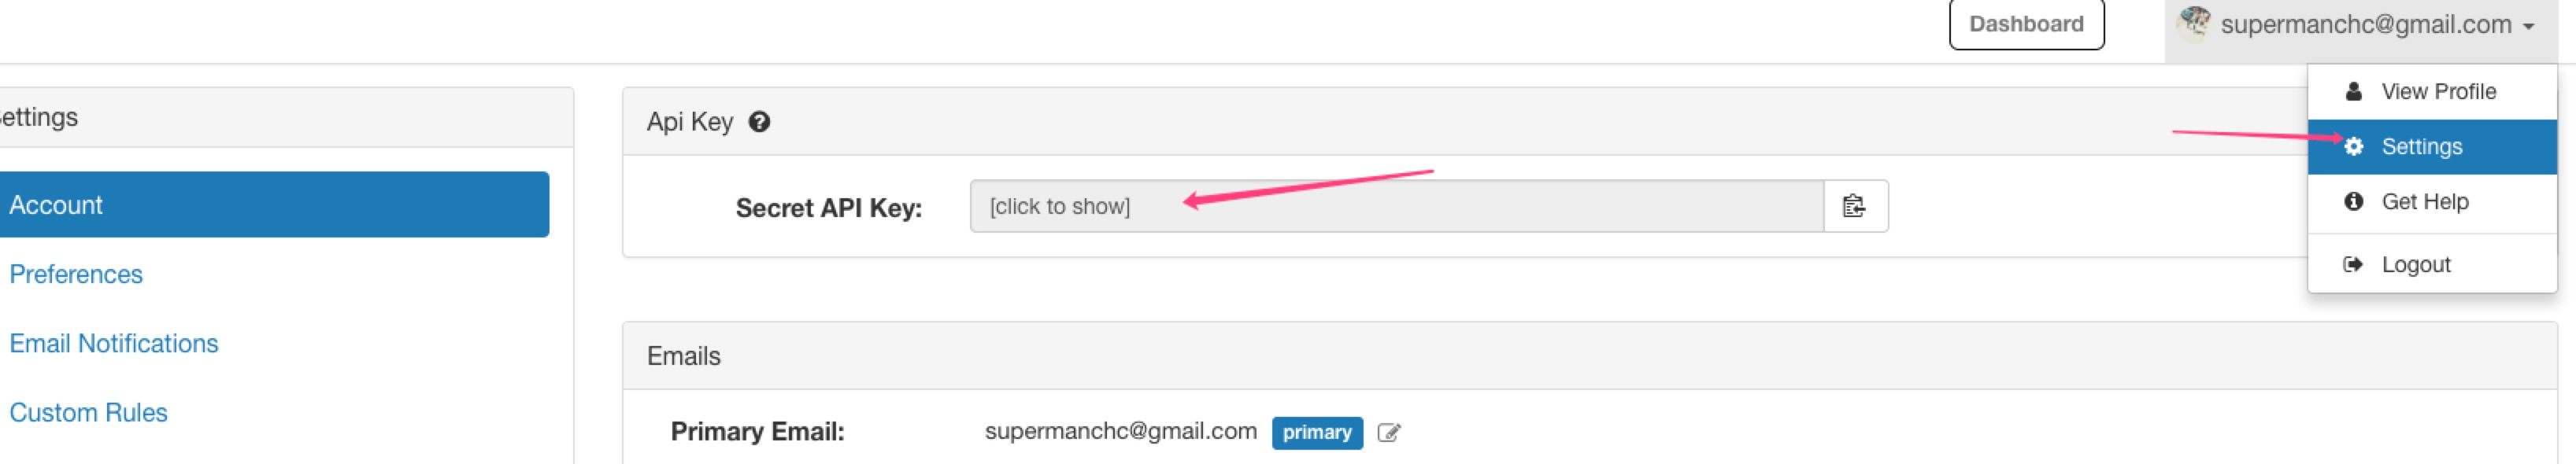 Dashboard
supermanchc@gmail.com
View Profile
Settings
Get Help
Logout
ettings
Account
Preferences
Email Notifications
Custom Rules
Api Key
Secret API Key: [click to show]
Emails
Primary Email: supermanchc@gmail.com primary